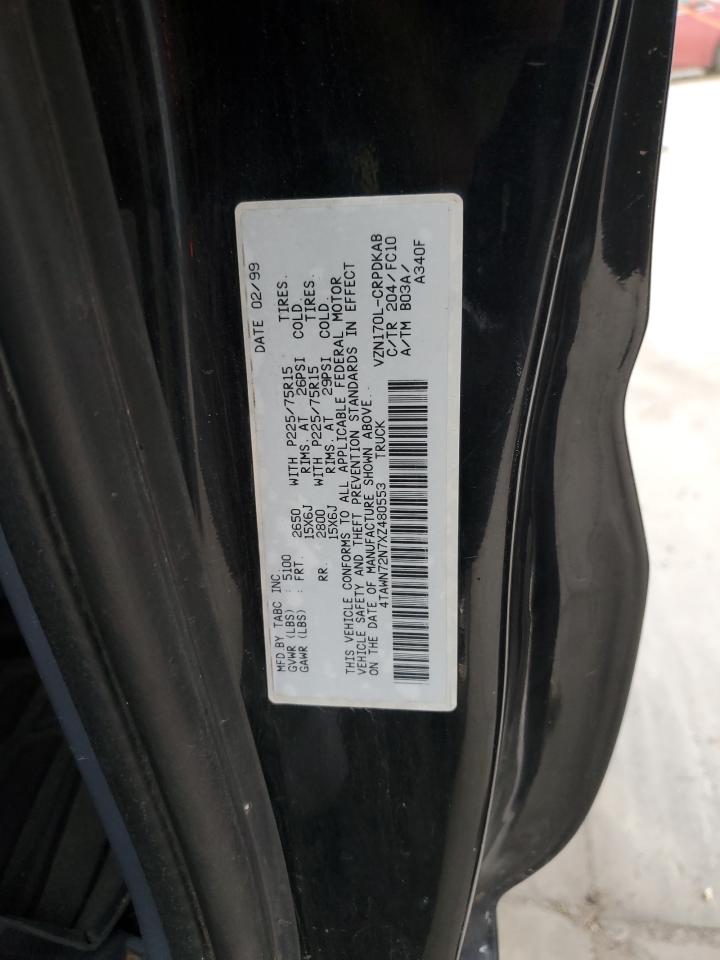 MFD.BY TABC INC. DATE 02/99
GVWR (LBS) : 5100
GAWR (LBS) : FRT. 2650 WITH P225/75R15 TIRES.
15X6J RIMS. AT 26PSI COLD.
RR. 2800 WITH P225/75R15 TIRES.
15X6J RIMS. AT 29PSI COLD.
THIS VEHICLE CONFORMS TO ALL APPLICABLE FEDERAL MOTOR
VEHICLE SAFETY AND THEFT PREVENTION STANDARDS IN EFFECT
ON THE DATE OF MANUFACTURE SHOWN ABOVE.
4TAWN72N7XZ480553 TRUCK
VZN170L-CRPDKAB
C/TR 204/FC10
A/TM B03A/
A340F